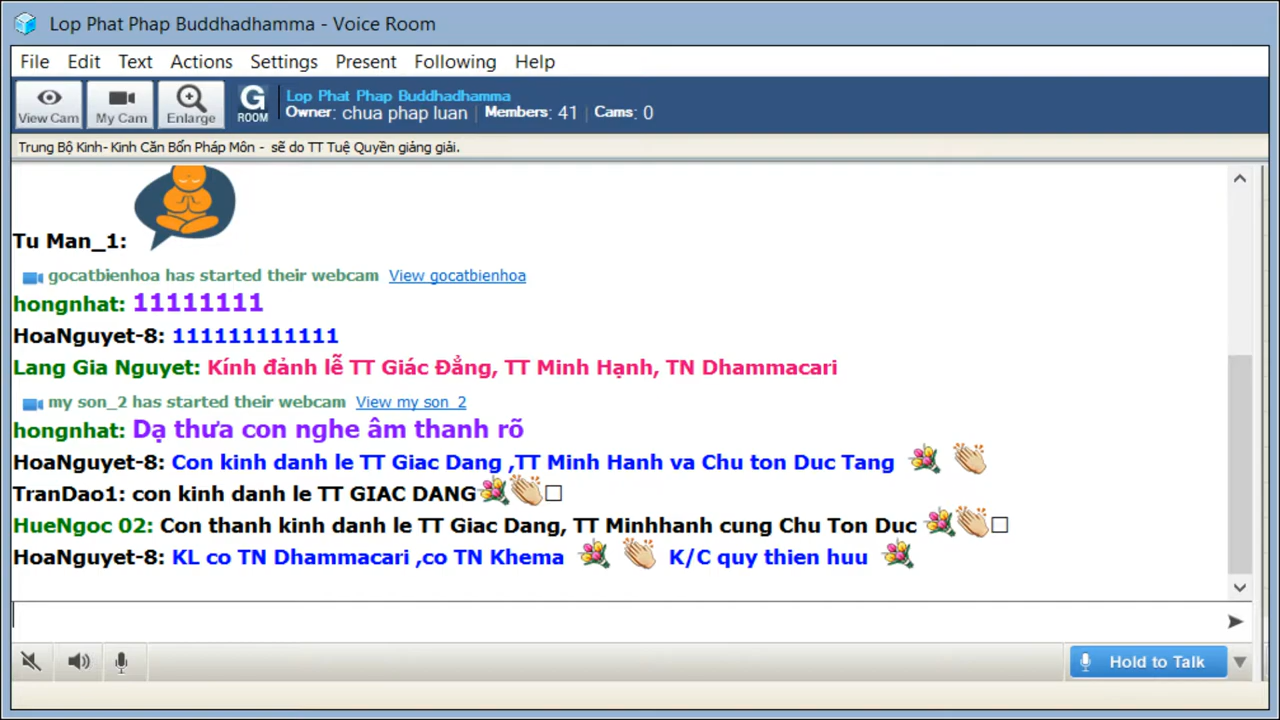 Lop Phat Phap Buddhadhamma - Voice Room
File Edit Text Actions Settings Present Following Help
View Cam My Cam Enlarge G ROOM
Lop Phat Phap Buddhadhamma
Owner: chua phap luan | Members: 41 | Cams: 0
Trung Bộ Kinh- Kinh Căn Bổn Pháp Môn - sẽ do TT Tuệ Quyền giảng giải.
Tu Man_1:
gocatbienhoa has started their webcam View gocatbienhoa
hongnhat: 11111111
HoaNguyet-8: 111111111111
Lang Gia Nguyet: Kính đảnh lễ TT Giác Đẳng, TT Minh Hạnh, TN Dhammacari
my son_2 has started their webcam View my son_2
hongnhat: Dạ thưa con nghe âm thanh rõ
HoaNguyet-8: Con kinh danh le TT Giac Dang ,TT Minh Hanh va Chu ton Duc Tang
TranDao1: con kinh danh le TT GIAC DANG
HueNgoc 02: Con thanh kinh danh le TT Giac Dang, TT Minhhanh cung Chu Ton Duc
HoaNguyet-8: KL co TN Dhammacari ,co TN Khema K/C quy thien huu
Hold to Talk